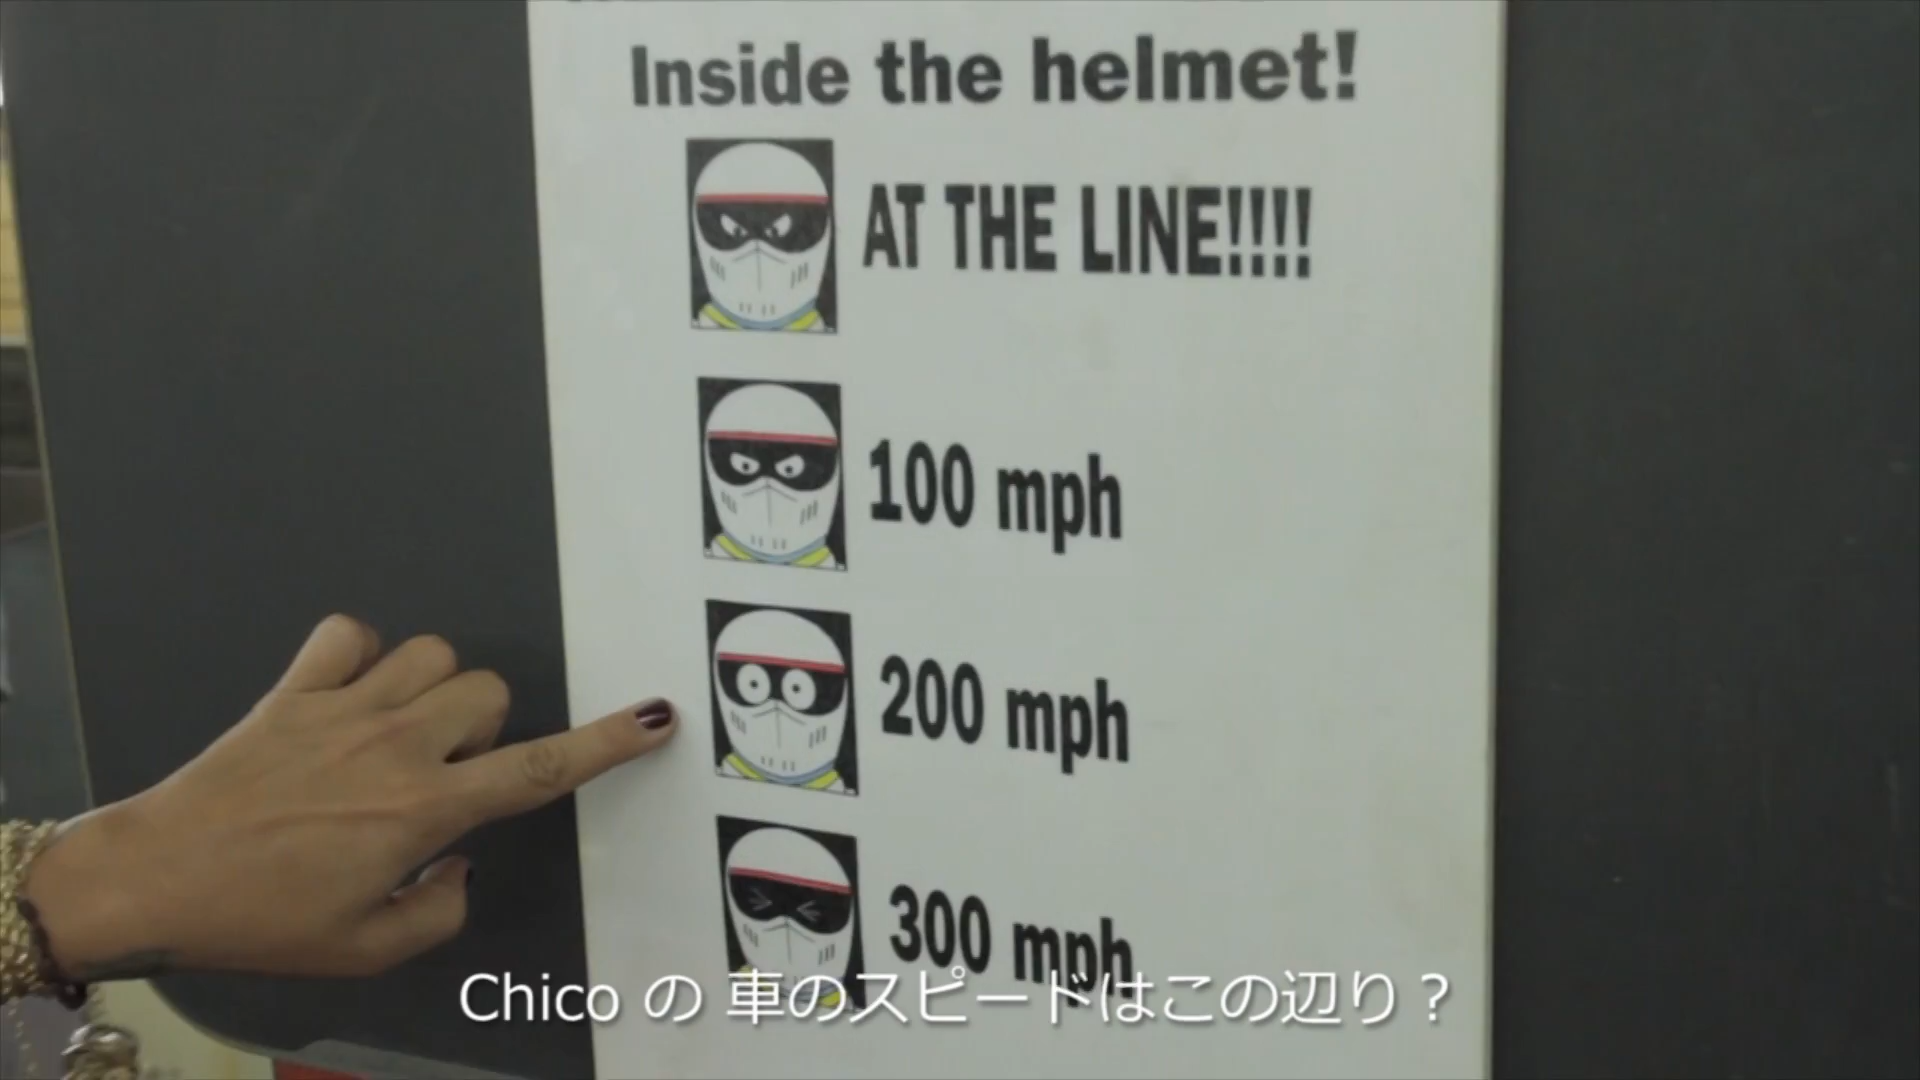 Inside the helmet!
AT THE LINE!!!!
100 mph
200 mph
300 mph
Chico の 車のスピードはこの辺り？